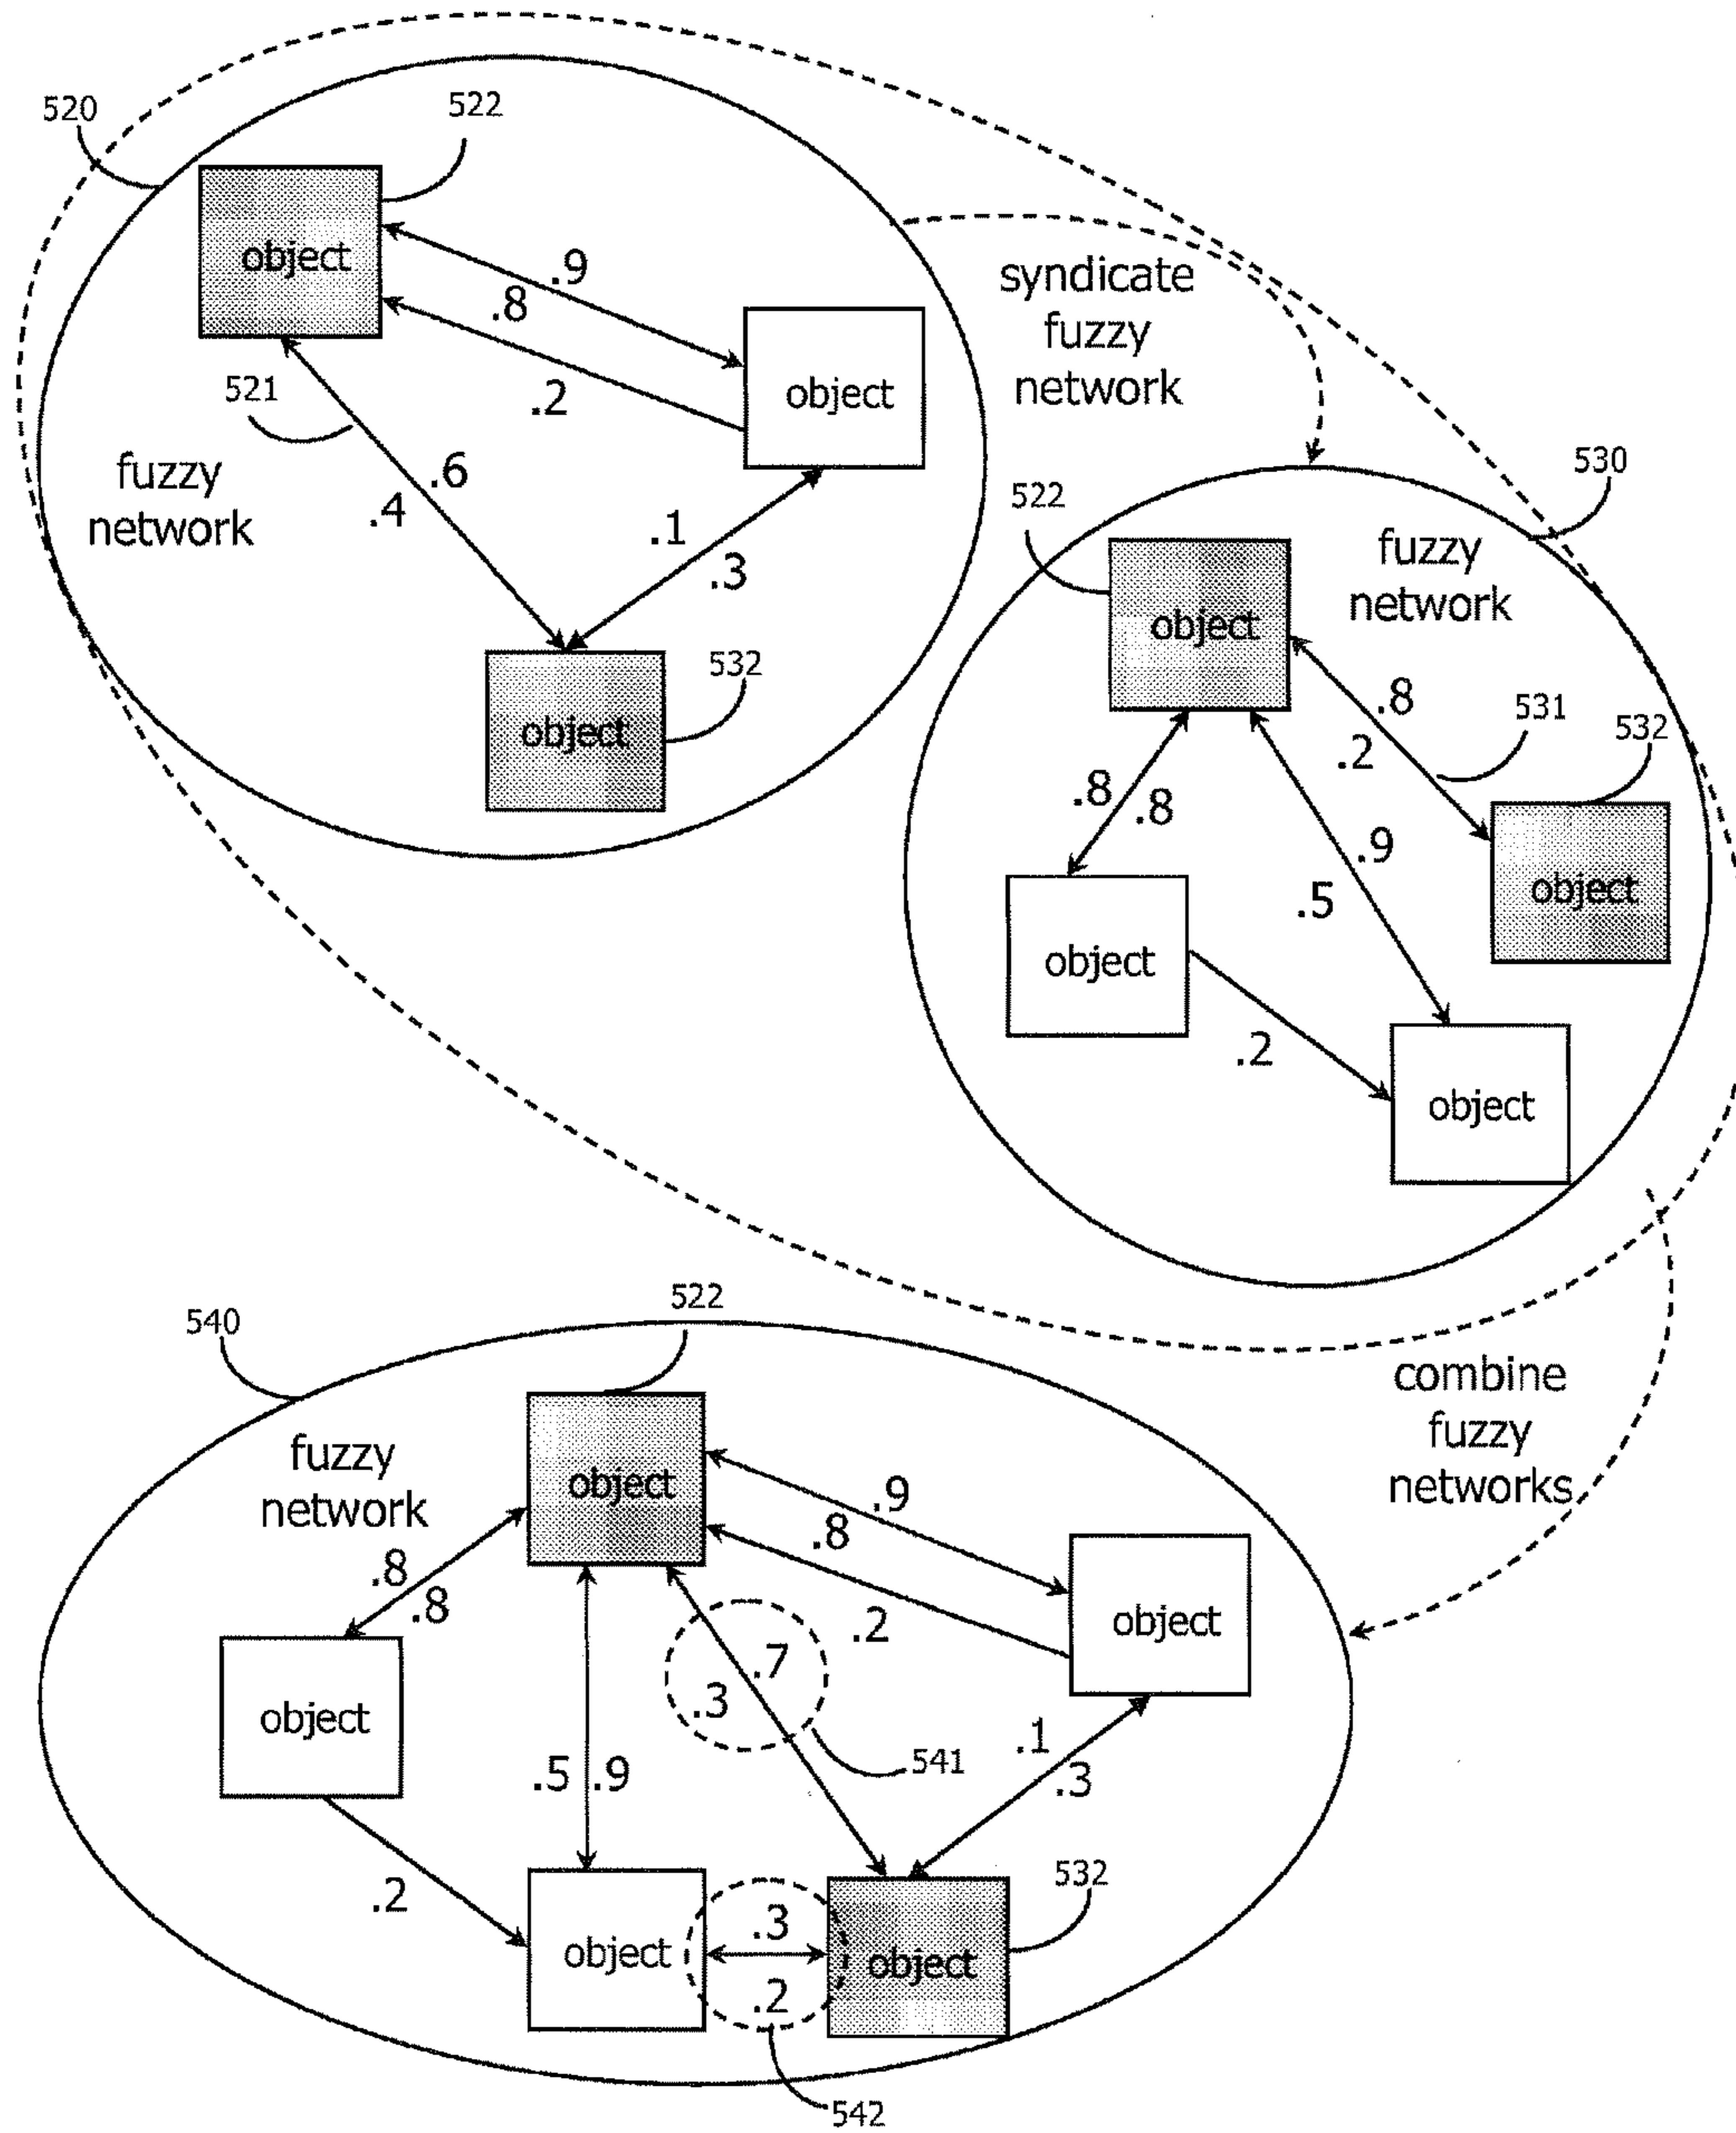 520
522
object
.9
.8
object
.2
521
fuzzy
network
.6
.4
.1
.3
532
object
syndicate
fuzzy
network
530
522
fuzzy
network
object
.8
.2
531
532
.8
.8
.9
.5
object
object
.2
object
540
522
combine
fuzzy
networks
fuzzy
network
object
.9
.8
.8
.8
.2
object
object
.7
.3
541
.5
.9
.1
.3
.2
532
object
.3
.2
object
542